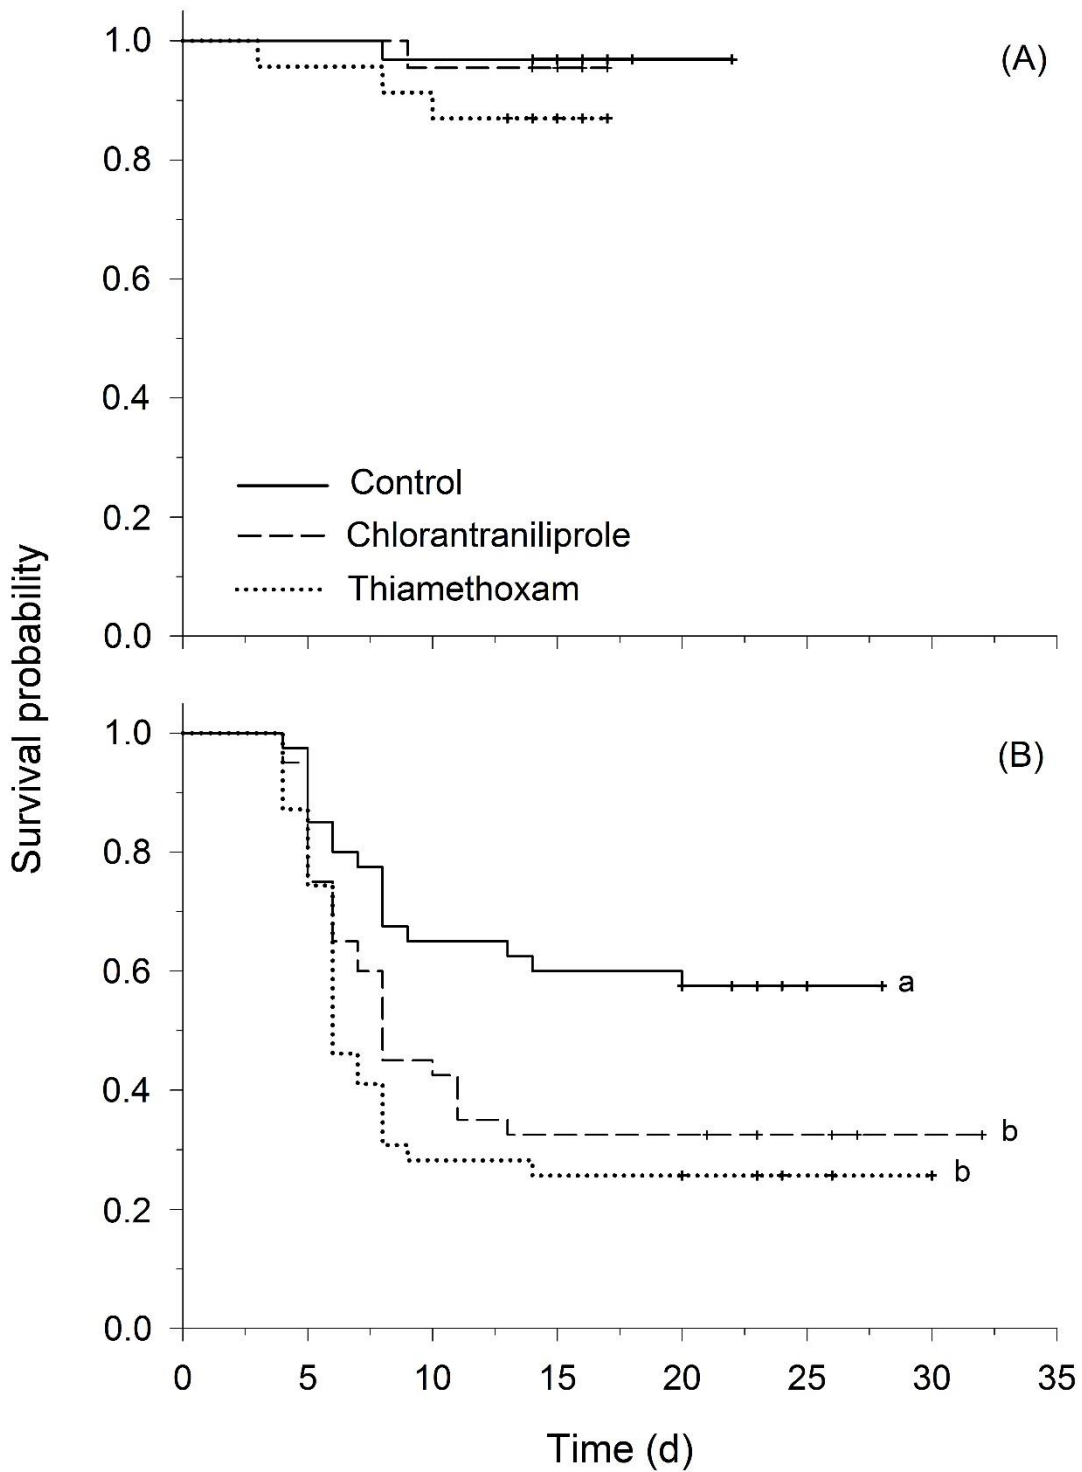 1.0
(A)
0.8
0.6
0.4
Control
0.2
Chlorantraniliprole
Thiamethoxam
0.0
Survival probability
1.0
(B)
0.8
0.6
a
0.4
b
b
0.2
0.0
0 5 10 15 20 25 30 35
Time (d)